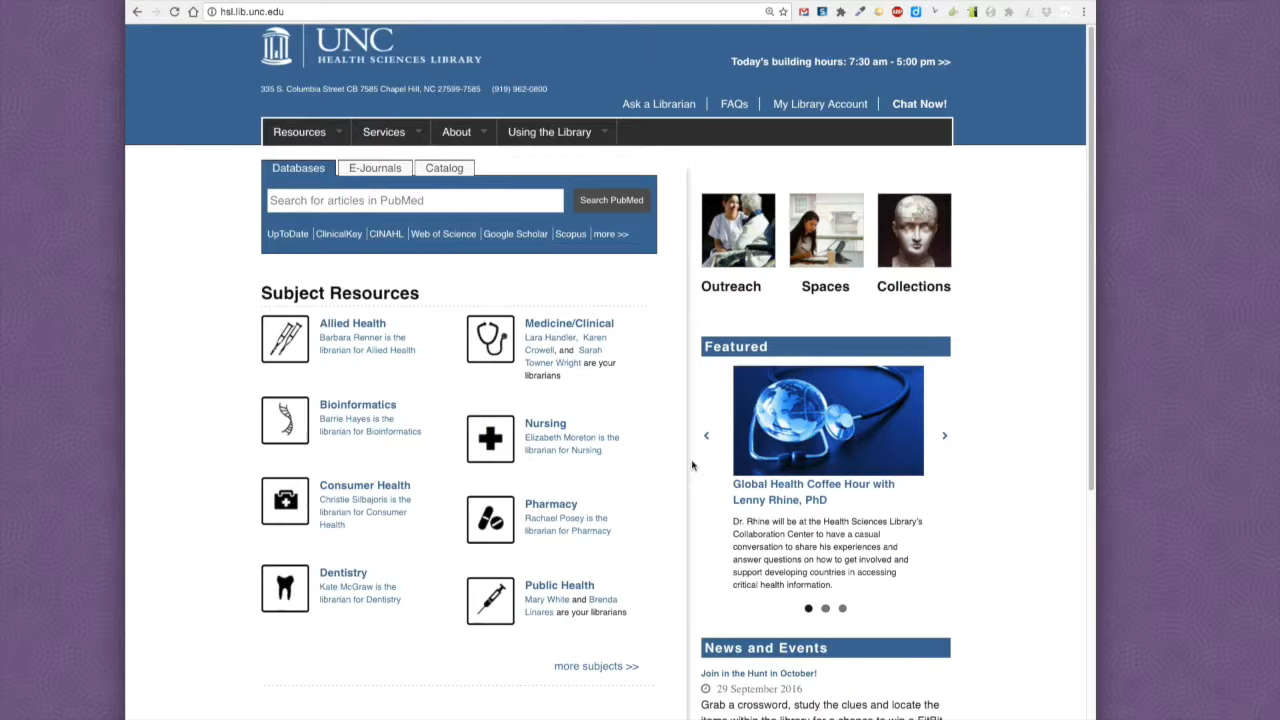 hsl.lib.unc.edu
UNC
HEALTH SCIENCES LIBRARY
Today's building hours: 7:30 am - 5:00 pm >>
335 S. Columbia Street CB 7585 Chapel Hill, NC 27599-7585 (919) 962-0800
Ask a Librarian FAQs My Library Account Chat Now!
Resources Services About Using the Library
Databases E-Journals Catalog
Search for articles in PubMed Search PubMed
UpToDate ClinicalKey CINAHL Web of Science Google Scholar Scopus more >>
Outreach Spaces Collections
Subject Resources
Allied Health
Barbara Renner is the
librarian for Allied Health
Medicine/Clinical
Lara Handler, Karen
Crowell, and Sarah
Towner Wright are your
librarians
Bioinformatics
Barrie Hayes is the
librarian for Bioinformatics
Nursing
Elizabeth Moreton is the
librarian for Nursing
Consumer Health
Christie Silbajoris is the
librarian for Consumer
Health
Pharmacy
Rachael Posey is the
librarian for Pharmacy
Dentistry
Kate McGraw is the
librarian for Dentistry
Public Health
Mary White and Brenda
Linares are your librarians
more subjects >>
Featured
Global Health Coffee Hour with
Lenny Rhine, PhD
Dr. Rhine will be at the Health Sciences Library's
Collaboration Center to have a casual
conversation to share his experiences and
answer questions on how to get involved and
support developing countries in accessing
critical health information.
News and Events
Join in the Hunt in October!
29 September 2016
Grab a crossword, study the clues and locate the
items within the library for a chance to win a FitBit